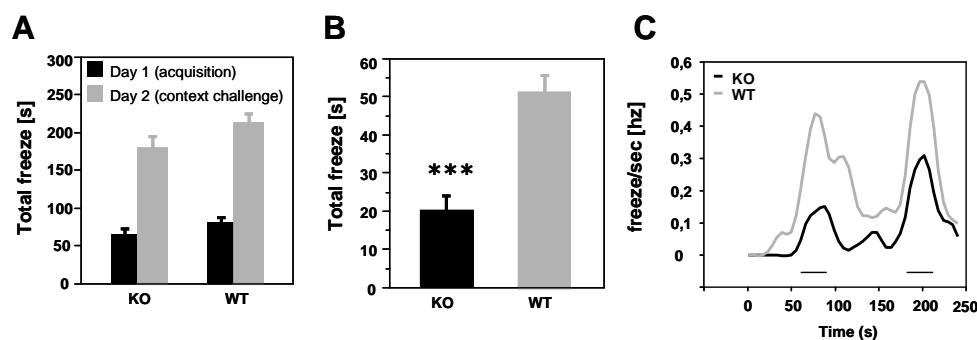 A
Total freeze [s]
300
250
200
150
100
50
0
Day 1 (acquisition)
Day 2 (context challenge)
KO
WT
B
Total freeze [s]
60
50
40
30
20
10
0
***
KO
WT
C
freeze/sec [hz]
0,6
0,5
0,4
0,3
0,2
0,1
0
KO
WT
0
50
100
150
200
250
Time (s)